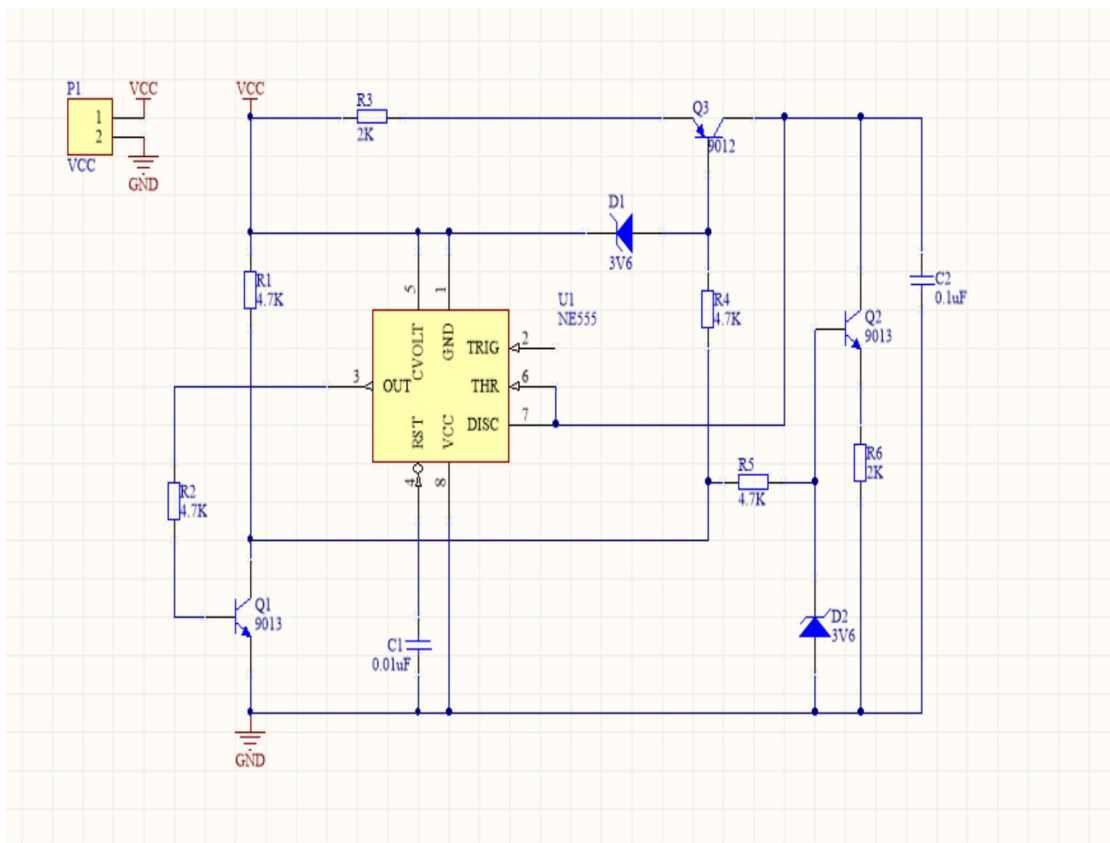 P1
1
2
VCC
VCC
GND
VCC
R3
2K
Q3
9012
D1
3V6
R1
4.7K
5
1
U1
NE555
R4
4.7K
C2
0.1uF
Q2
9013
CVOLT
GND
TRIG
2
3
OUT
THR
6
RST
VCC
DISC
7
4
8
R5
4.7K
R6
2K
R2
4.7K
Q1
9013
C1
0.01uF
D2
3V6
GND